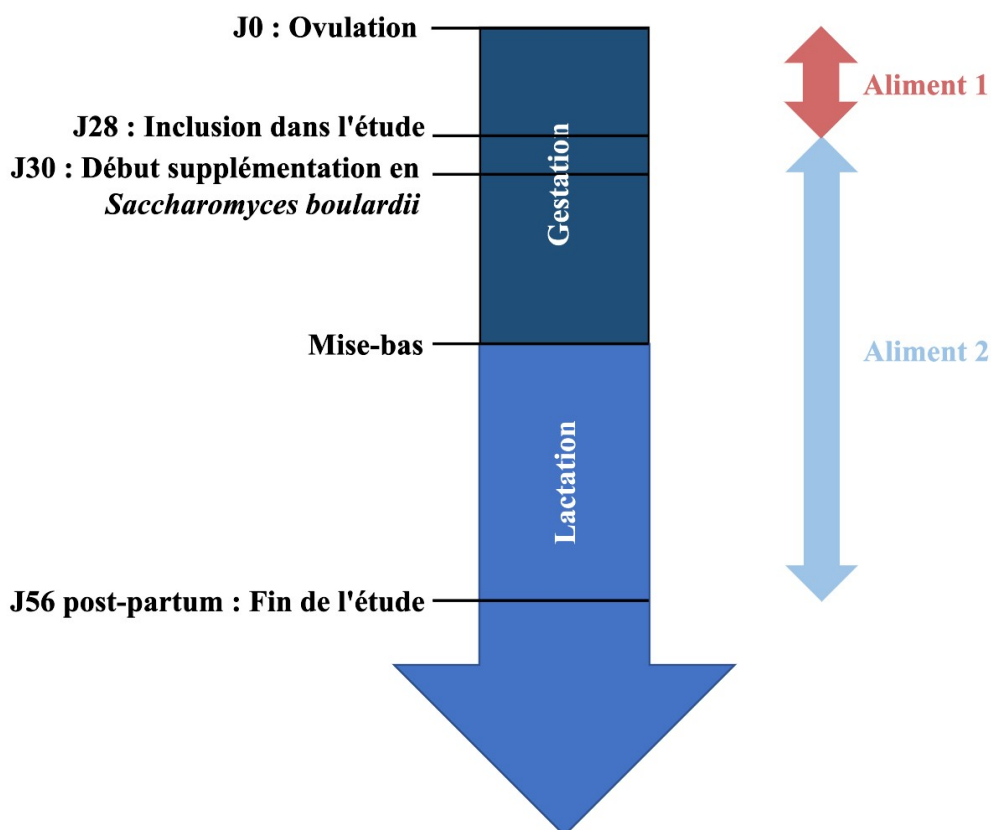 J0 : Ovulation
Aliment 1
J28 : Inclusion dans l'étude
J30 : Début supplémentation en
Saccharomyces boulardii
Gestation
Mise-bas
Aliment 2
Lactation
J56 post-partum : Fin de l'étude